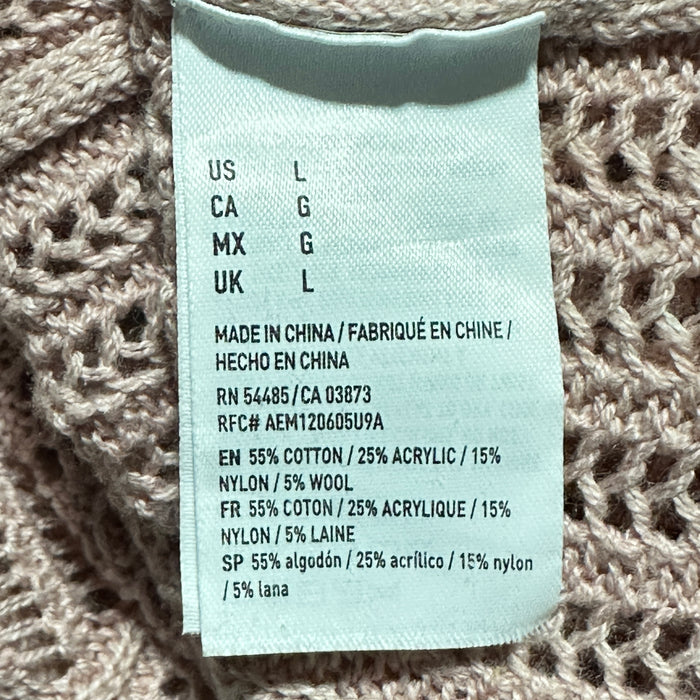 US L
CA G
MX G
UK L
MADE IN CHINA / FABRIQUÉ EN CHINE /
HECHO EN CHINA
RN 54485/CA 03873
RFC# AEM120605U9A
EN 55% COTTON / 25% ACRYLIC / 15%
NYLON / 5% WOOL
FR 55% COTON / 25% ACRYLIQUE / 15%
NYLON / 5% LAINE
SP 55% algodón / 25% acrílico / 15% nylon
/ 5% lana